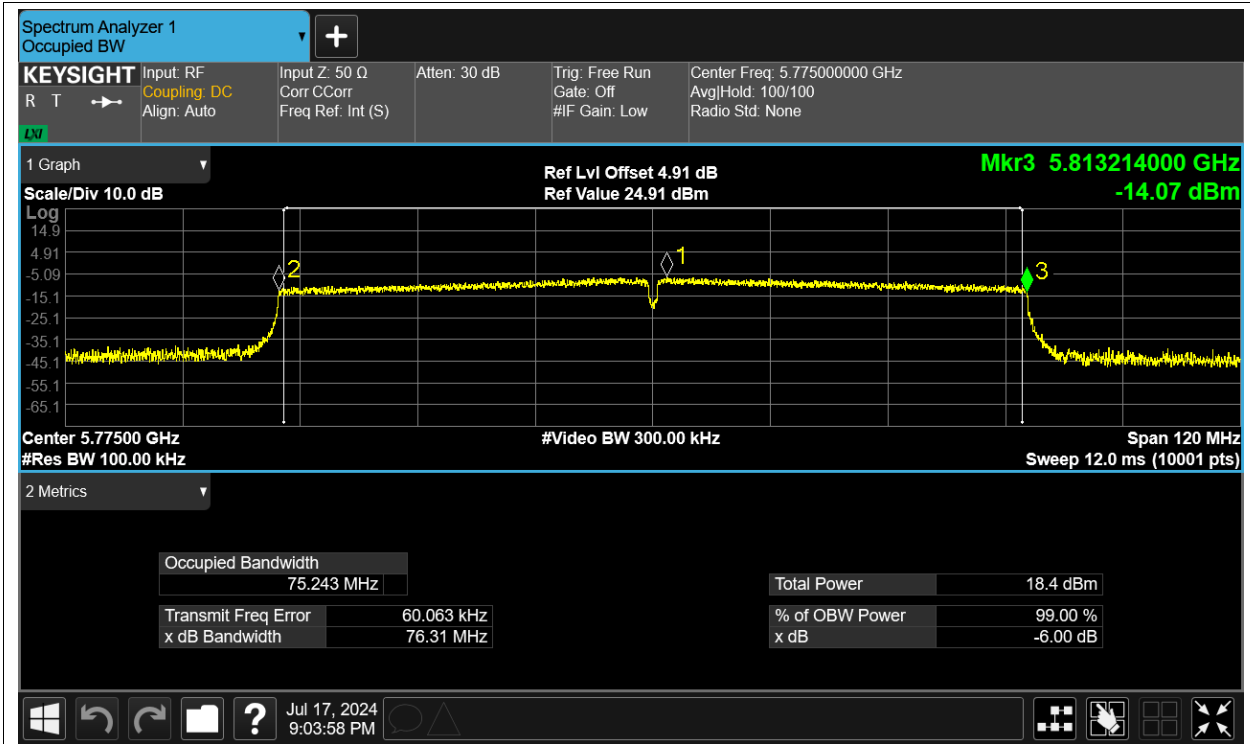 Spectrum Analyzer 1
Occupied BW
KEYSIGHT
R T
LXI
Input: RF
Coupling: DC
Align: Auto
Input Z: 50 Ω
Corr CCorr
Freq Ref: Int (S)
Atten: 30 dB
Trig: Free Run
Gate: Off
#IF Gain: Low
Center Freq: 5.775000000 GHz
Avg|Hold: 100/100
Radio Std: None
1 Graph
Scale/Div 10.0 dB
Ref Lvl Offset 4.91 dB
Ref Value 24.91 dBm
Mkr3 5.813214000 GHz
-14.07 dBm
Log
14.9
4.91
-5.09
-15.1
-25.1
-35.1
-45.1
-55.1
-65.1
2
1
3
Center 5.77500 GHz
#Res BW 100.00 kHz
#Video BW 300.00 kHz
Span 120 MHz
Sweep 12.0 ms (10001 pts)
2 Metrics
Occupied Bandwidth
75.243 MHz
Transmit Freq Error 60.063 kHz
x dB Bandwidth 76.31 MHz
Total Power 18.4 dBm
% of OBW Power 99.00 %
x dB -6.00 dB
?
Jul 17, 2024
9:03:58 PM